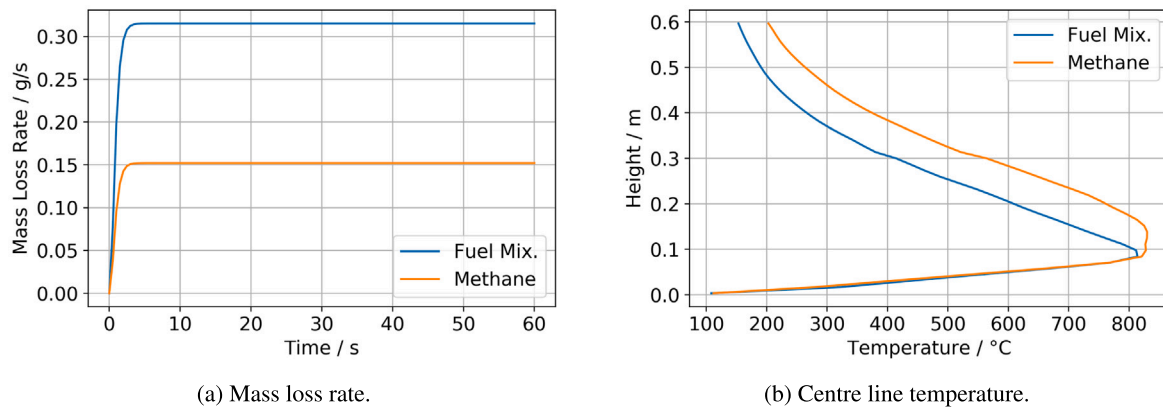 0.30
0.25
0.20
0.15
0.10
0.05
0.00
Mass Loss Rate / g/s
Fuel Mix.
Methane
0 10 20 30 40 50 60
Time / s
(a) Mass loss rate.
0.6
0.5
0.4
0.3
0.2
0.1
0.0
Height / m
Fuel Mix.
Methane
100 200 300 400 500 600 700 800
Temperature / °C
(b) Centre line temperature.